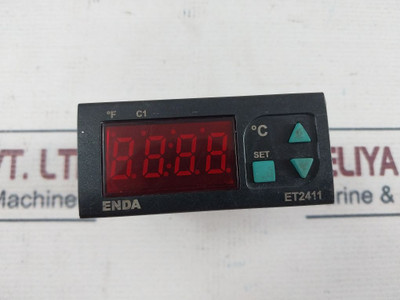 °F C1
8.8.8.8
°C
SET
ENDA
ET2411
VT. LT
ELIYA
Machine
rine &